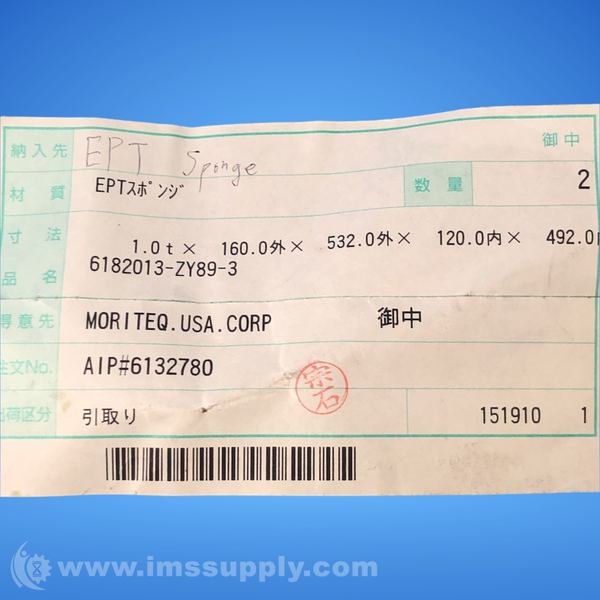 納入先 EPT Sponge 御中
材質 EPTスポンジ 数量 2
寸法 1.0t× 160.0外× 532.0外× 120.0内× 492.0
品名 6182013-ZY89-3
得意先 MORITEQ.USA.CORP 御中
注文No. AIP#6132780
宗石
出荷区分 引取り 151910 1
www.imssupply.com